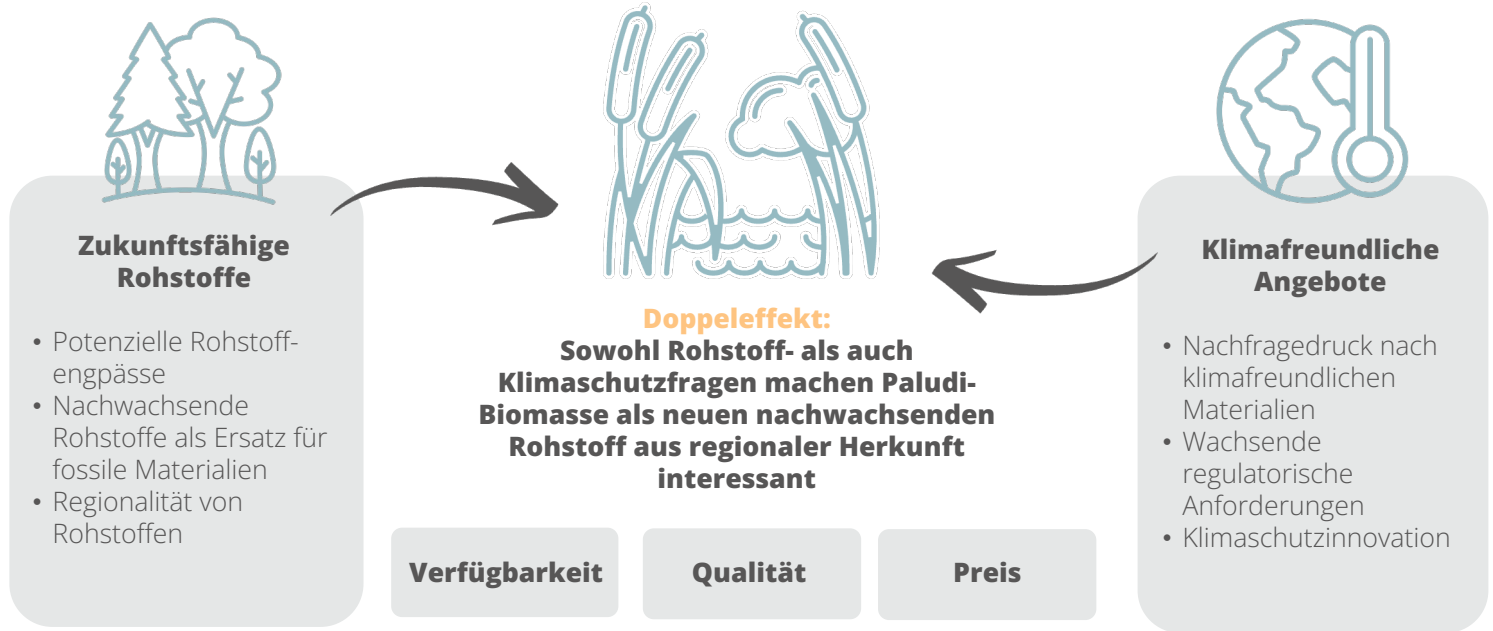 Zukunftsfähige
Rohstoffe
• Potenzielle Rohstoff-
engpässe
• Nachwachsende
Rohstoffe als Ersatz für
fossile Materialien
• Regionalität von
Rohstoffen
Doppeleffekt:
Sowohl Rohstoff- als auch
Klimaschutzfragen machen Paludi-
Biomasse als neuen nachwachsenden
Rohstoff aus regionaler Herkunft
interessant
Verfügbarkeit
Qualität
Preis
Klimafreundliche
Angebote
• Nachfragedruck nach
klimafreundlichen
Materialien
• Wachsende
regulatorische
Anforderungen
• Klimaschutzinnovation